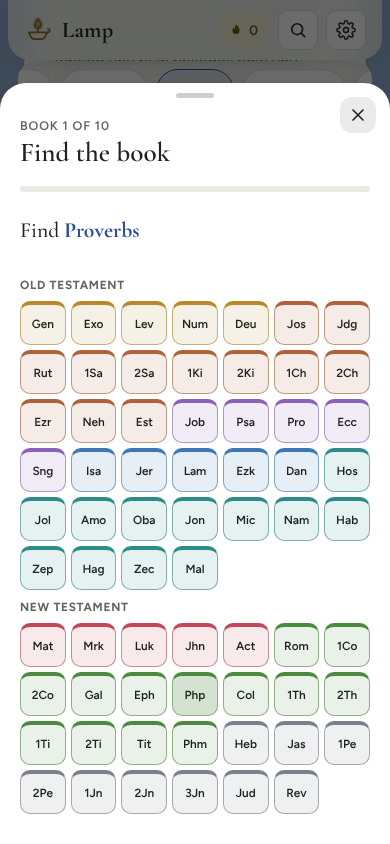 Lamp
0
BOOK 1 OF 10
Find the book
Find Proverbs
OLD TESTAMENT
Gen Exo Lev Num Deu Jos Jdg
Rut 1Sa 2Sa 1Ki 2Ki 1Ch 2Ch
Ezr Neh Est Job Psa Pro Ecc
Sng Isa Jer Lam Ezk Dan Hos
Jol Amo Oba Jon Mic Nam Hab
Zep Hag Zec Mal
NEW TESTAMENT
Mat Mrk Luk Jhn Act Rom 1Co
2Co Gal Eph Php Col 1Th 2Th
1Ti 2Ti Tit Phm Heb Jas 1Pe
2Pe 1Jn 2Jn 3Jn Jud Rev